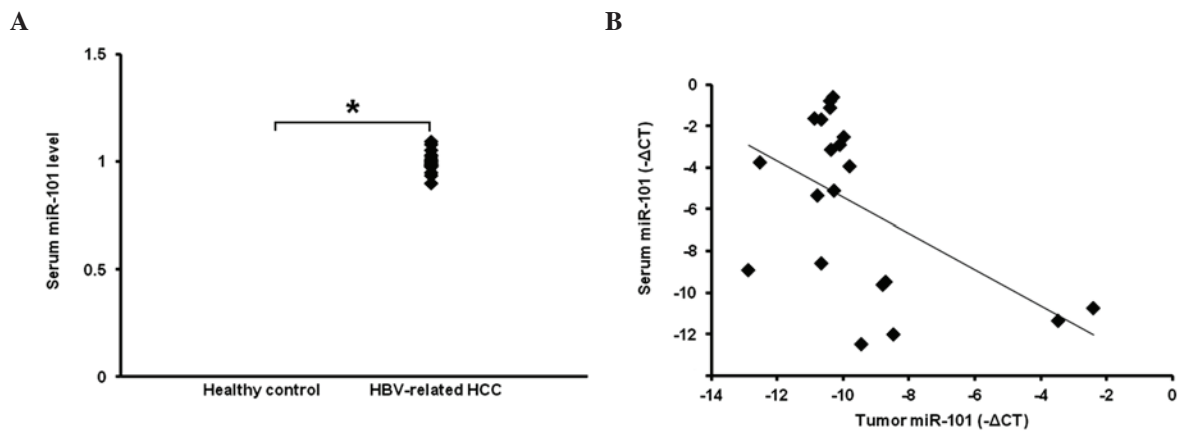 A
B
Serum miR-101 level
1.5
1
0.5
0
*
Healthy control
HBV-related HCC
Serum miR-101 (-ΔCT)
0
-2
-4
-6
-8
-10
-12
-14 -12 -10 -8 -6 -4 -2 0
Tumor miR-101 (-ΔCT)